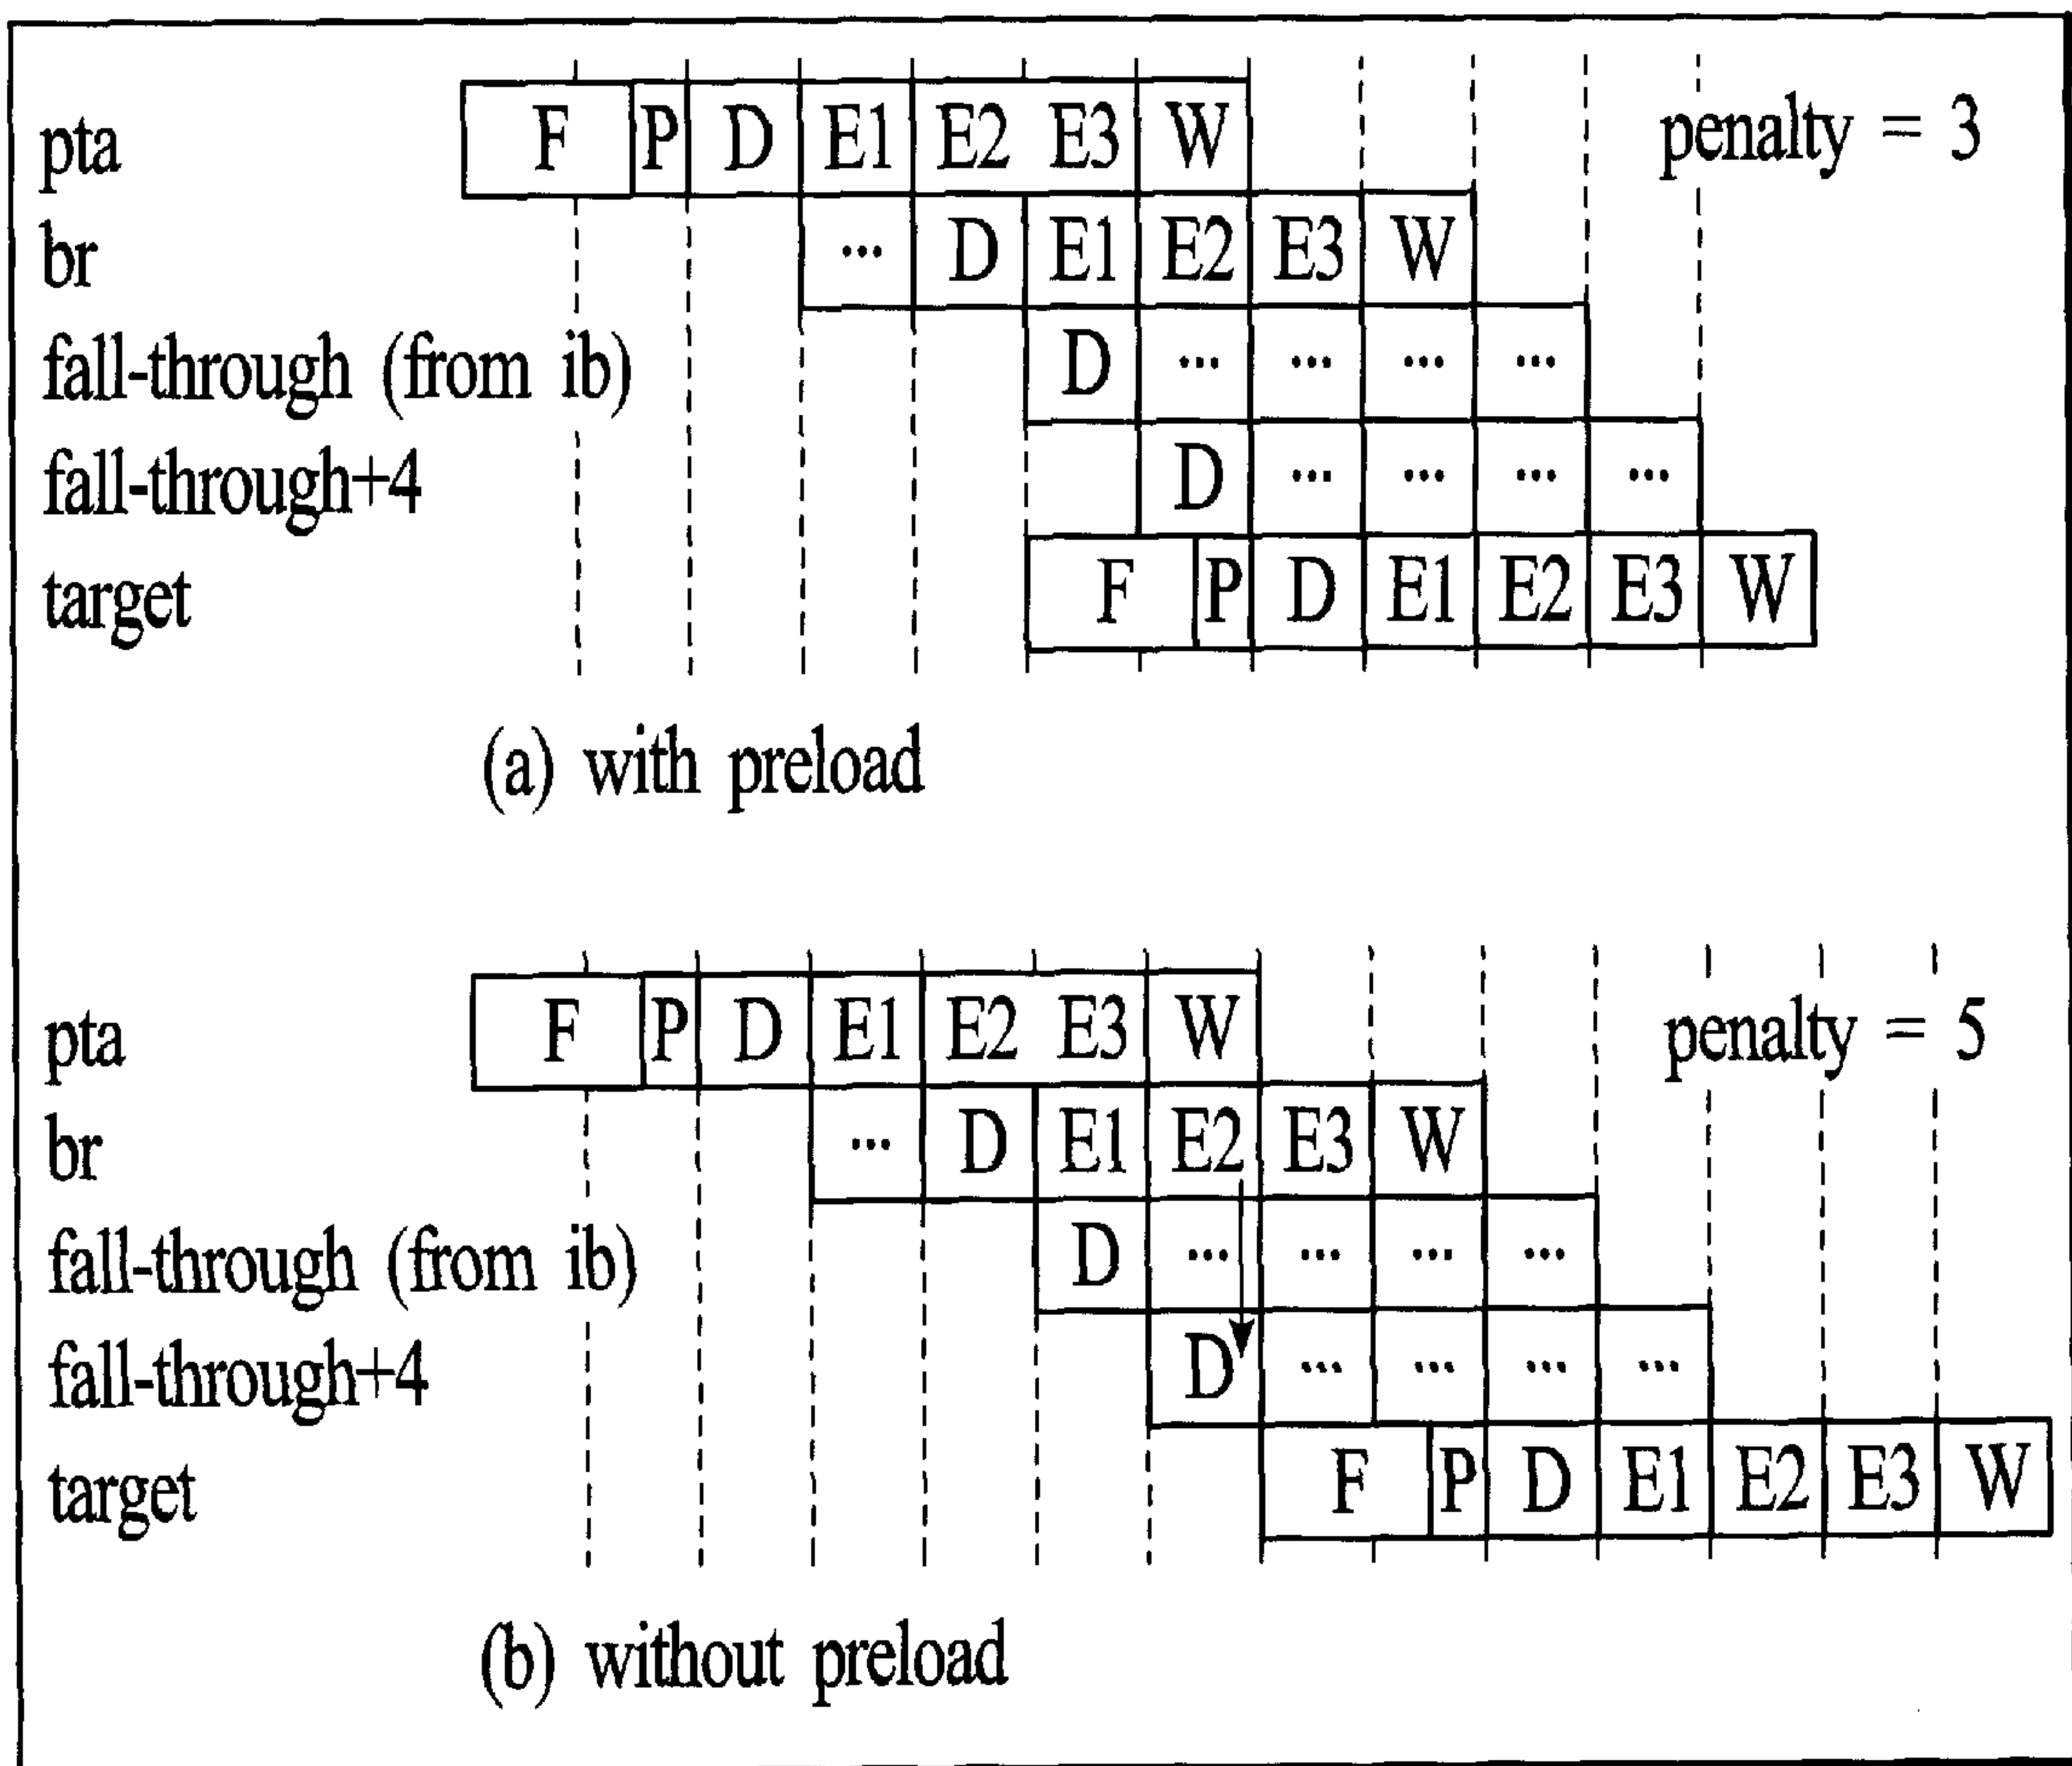 pta F P D E1 E2 E3 W penalty = 3
br ... D E1 E2 E3 W
fall-through (from ib) D ... ... ... ...
fall-through+4 D ... ... ... ...
target F P D E1 E2 E3 W
(a) with preload
pta F P D E1 E2 E3 W penalty = 5
br ... D E1 E2 E3 W
fall-through (from ib) D ... ... ... ...
fall-through+4 D ... ... ... ...
target F P D E1 E2 E3 W
(b) without preload